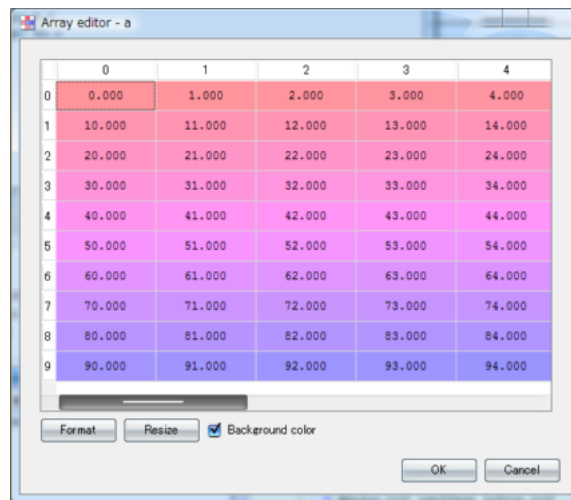 Array editor - a
0 1 2 3 4
0 0.000 1.000 2.000 3.000 4.000
1 10.000 11.000 12.000 13.000 14.000
2 20.000 21.000 22.000 23.000 24.000
3 30.000 31.000 32.000 33.000 34.000
4 40.000 41.000 42.000 43.000 44.000
5 50.000 51.000 52.000 53.000 54.000
6 60.000 61.000 62.000 63.000 64.000
7 70.000 71.000 72.000 73.000 74.000
8 80.000 81.000 82.000 83.000 84.000
9 90.000 91.000 92.000 93.000 94.000
Format Resize Background color
OK Cancel